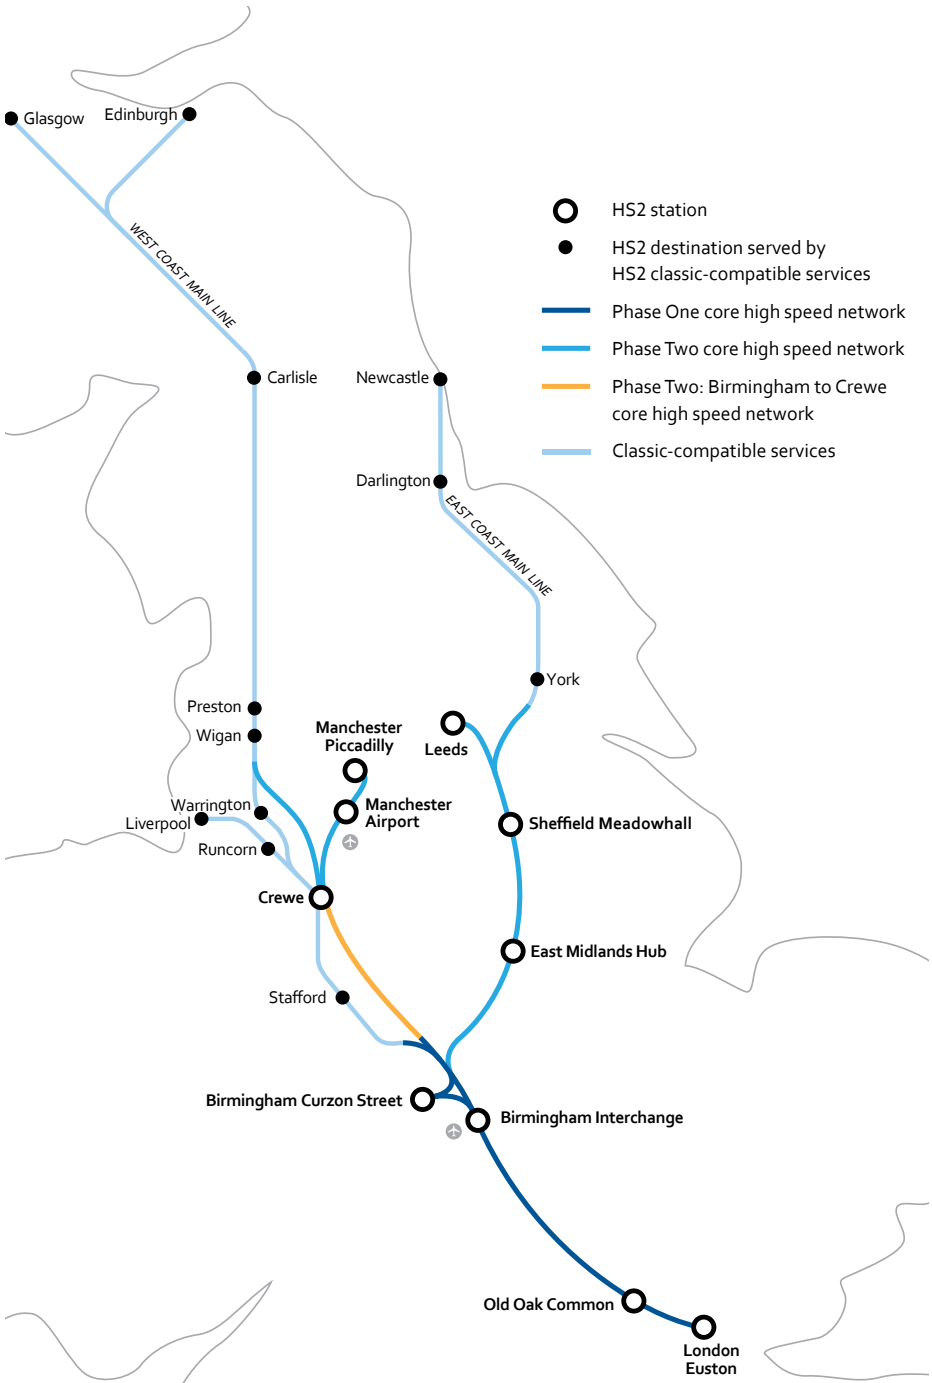 Glasgow
Edinburgh
WEST COAST MAIN LINE
HS2 station
HS2 destination served by
HS2 classic-compatible services
Phase One core high speed network
Phase Two core high speed network
Phase Two: Birmingham to Crewe
core high speed network
Classic-compatible services
Carlisle
Newcastle
Darlington
EAST COAST MAIN LINE
York
Preston
Wigan
Manchester
Piccadilly
Leeds
Warrington
Liverpool
Runcorn
Manchester
Airport
Sheffield Meadowhall
Crewe
East Midlands Hub
Stafford
Birmingham Curzon Street
Birmingham Interchange
Old Oak Common
London
Euston